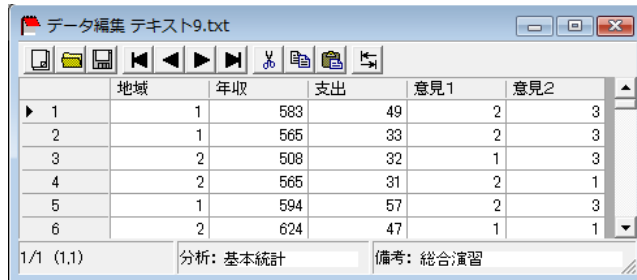 データ編集 テキスト9.txt
地域 年収 支出 意見1 意見2
1 1 583 49 2 3
2 1 565 33 2 3
3 2 508 32 1 3
4 2 565 31 2 1
5 1 594 57 2 3
6 2 624 47 1 1
1/1 (1,1) 分析: 基本統計 備考: 総合演習